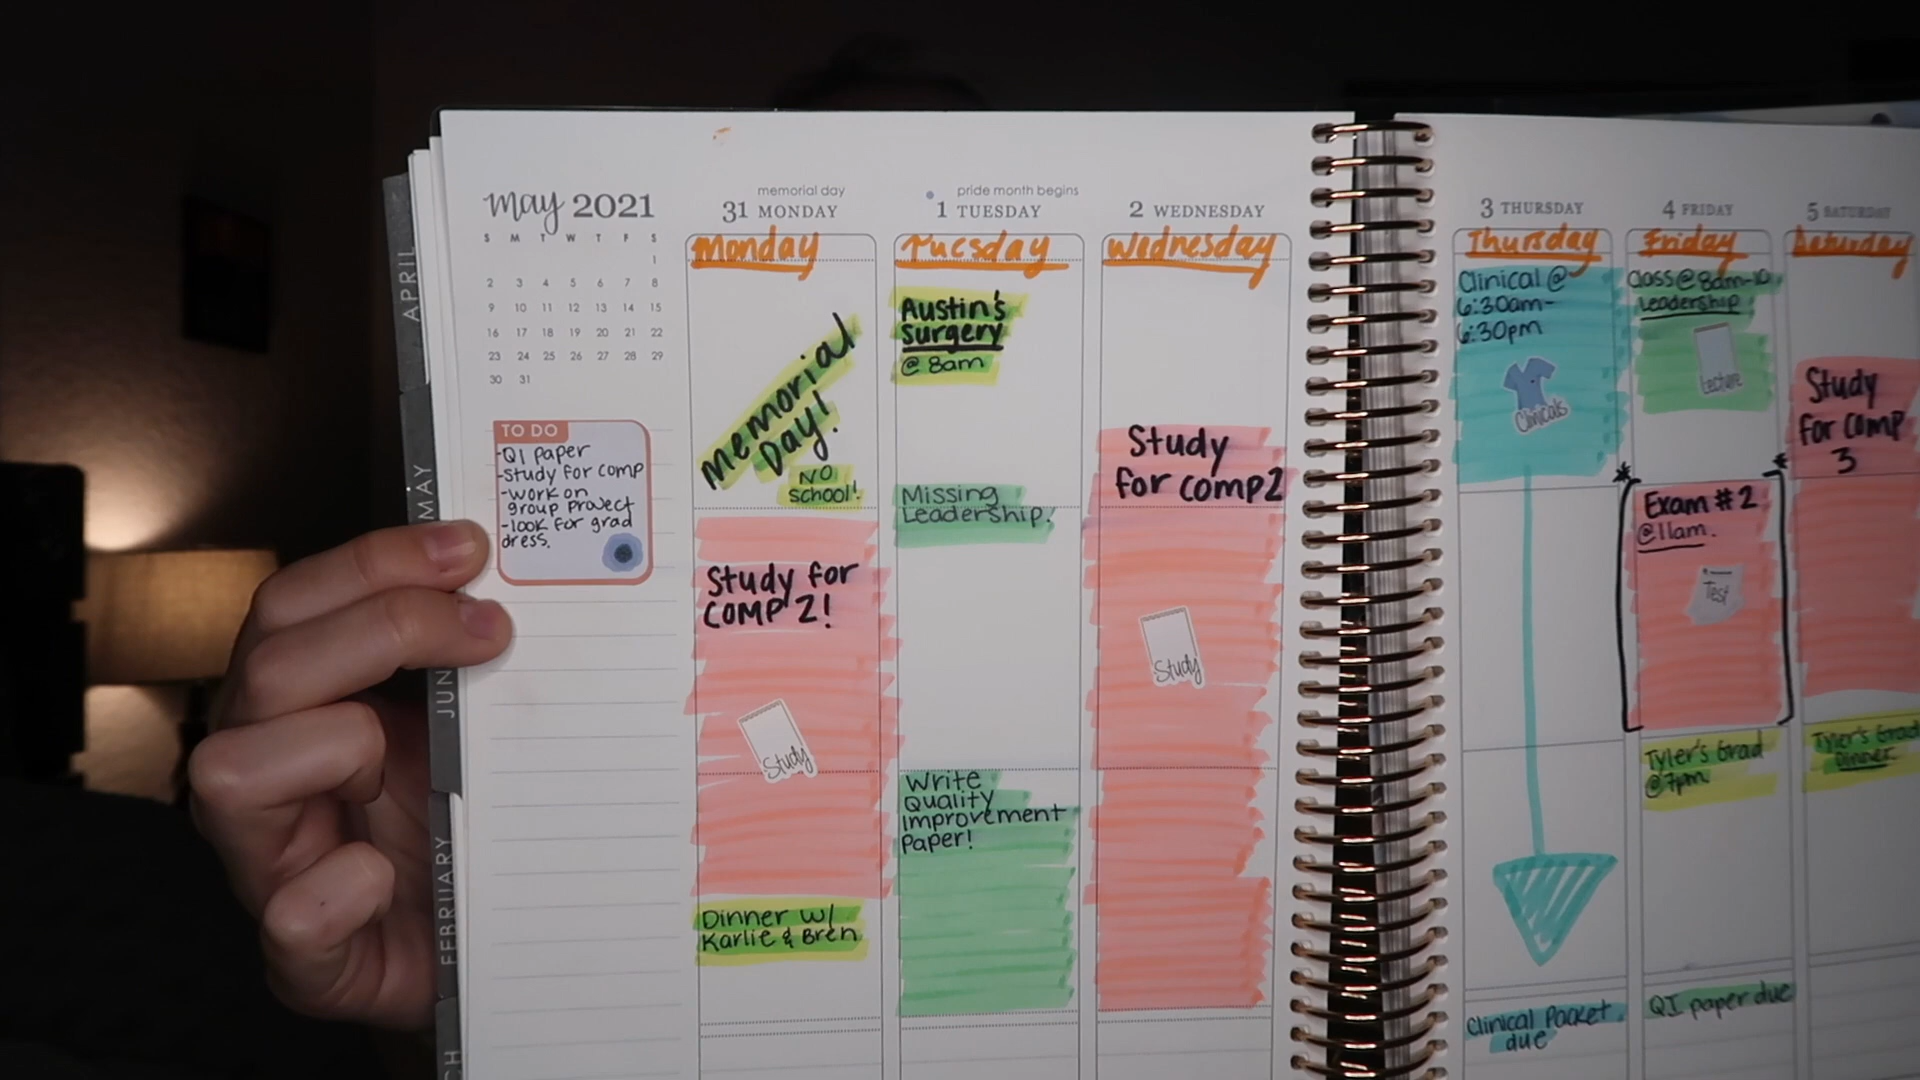 may 2021
S M T W T F S
1
2 3 4 5 6 7 8
9 10 11 12 13 14 15
16 17 18 19 20 21 22
23 24 25 26 27 28 29
30 31
TO DO
-QI paper
-Study for comp
-work on
group project
-look for grad
dress.
APRIL
MAY
JUN
FEBRUARY
CH
memorial day
31 MONDAY
Monday
Memorial
Day!
NO
school!
Study for
COMP 2!
Study
Dinner w/
Karlie & Bren
pride month begins
1 TUESDAY
Tuesday
Austin's
Surgery
@ 8am
Missing
Leadership!
Write
Quality
Improvement
Paper!
2 WEDNESDAY
Wednesday
Study
for comp 2
Study
3 THURSDAY
Thursday
Clinical @
6:30am-
6:30pm
Clinicals
Clinical Packet
due
4 FRIDAY
Friday
Class @ 8am-10
Leadership
Lecture
Exam #2
@ 11am.
Test
Tyler's Grad
@ 7pm
QI paper due
5 SATURDAY
Saturday
Study
for comp
3
Tyler's Grad
Dinner